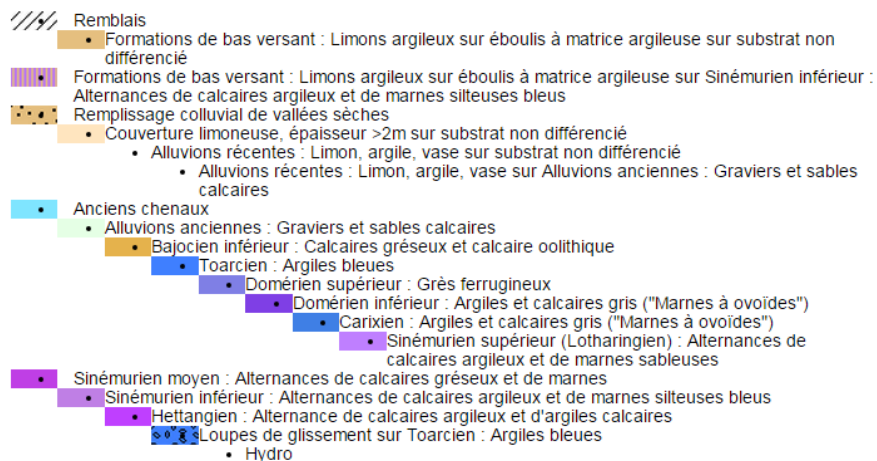 Remblais
Formations de bas versant : Limons argileux sur éboulis à matrice argileuse sur substrat non
différencié
Formations de bas versant : Limons argileux sur éboulis à matrice argileuse sur Sinémurien inférieur :
Alternances de calcaires argileux et de marnes silteuses bleus
Remplissage colluvial de vallées sèches
Couverture limoneuse, épaisseur >2m sur substrat non différencié
Alluvions récentes : Limon, argile, vase sur substrat non différencié
Alluvions récentes : Limon, argile, vase sur Alluvions anciennes : Graviers et sables
calcaires
Anciens chenaux
Alluvions anciennes : Graviers et sables calcaires
Bajocien inférieur : Calcaires gréseux et calcaire oolithique
Toarcien : Argiles bleues
Domérien supérieur : Grès ferrugineux
Domérien inférieur : Argiles et calcaires gris ("Marnes à ovoïdes")
Carixien : Argiles et calcaires gris ("Marnes à ovoïdes")
Sinémurien supérieur (Lotharingien) : Alternances de
calcaires argileux et de marnes sableuses
Sinémurien moyen : Alternances de calcaires gréseux et de marnes
Sinémurien inférieur : Alternances de calcaires argileux et de marnes silteuses bleus
Hettangien : Alternance de calcaires argileux et d'argiles calcaires
Loupes de glissement sur Toarcien : Argiles bleues
Hydro